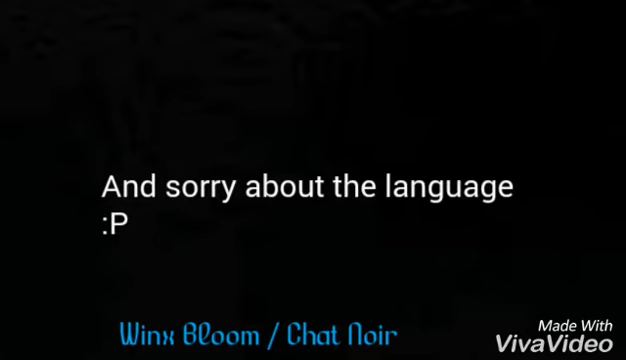 And sorry about the language
:P
Winx Bloom / Chat Noir
Made With
VivaVideo